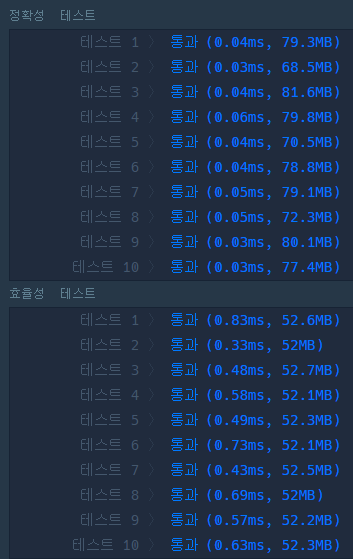 정확성 테스트
테스트 1 〉 통과 (0.04ms, 79.3MB)
테스트 2 〉 통과 (0.03ms, 68.5MB)
테스트 3 〉 통과 (0.04ms, 81.6MB)
테스트 4 〉 통과 (0.06ms, 79.8MB)
테스트 5 〉 통과 (0.04ms, 70.5MB)
테스트 6 〉 통과 (0.04ms, 78.8MB)
테스트 7 〉 통과 (0.05ms, 79.1MB)
테스트 8 〉 통과 (0.05ms, 72.3MB)
테스트 9 〉 통과 (0.03ms, 80.1MB)
테스트 10 〉 통과 (0.03ms, 77.4MB)
효율성 테스트
테스트 1 〉 통과 (0.83ms, 52.6MB)
테스트 2 〉 통과 (0.33ms, 52MB)
테스트 3 〉 통과 (0.48ms, 52.7MB)
테스트 4 〉 통과 (0.58ms, 52.1MB)
테스트 5 〉 통과 (0.49ms, 52.3MB)
테스트 6 〉 통과 (0.73ms, 52.1MB)
테스트 7 〉 통과 (0.43ms, 52.5MB)
테스트 8 〉 통과 (0.69ms, 52MB)
테스트 9 〉 통과 (0.57ms, 52.2MB)
테스트 10 〉 통과 (0.63ms, 52.3MB)